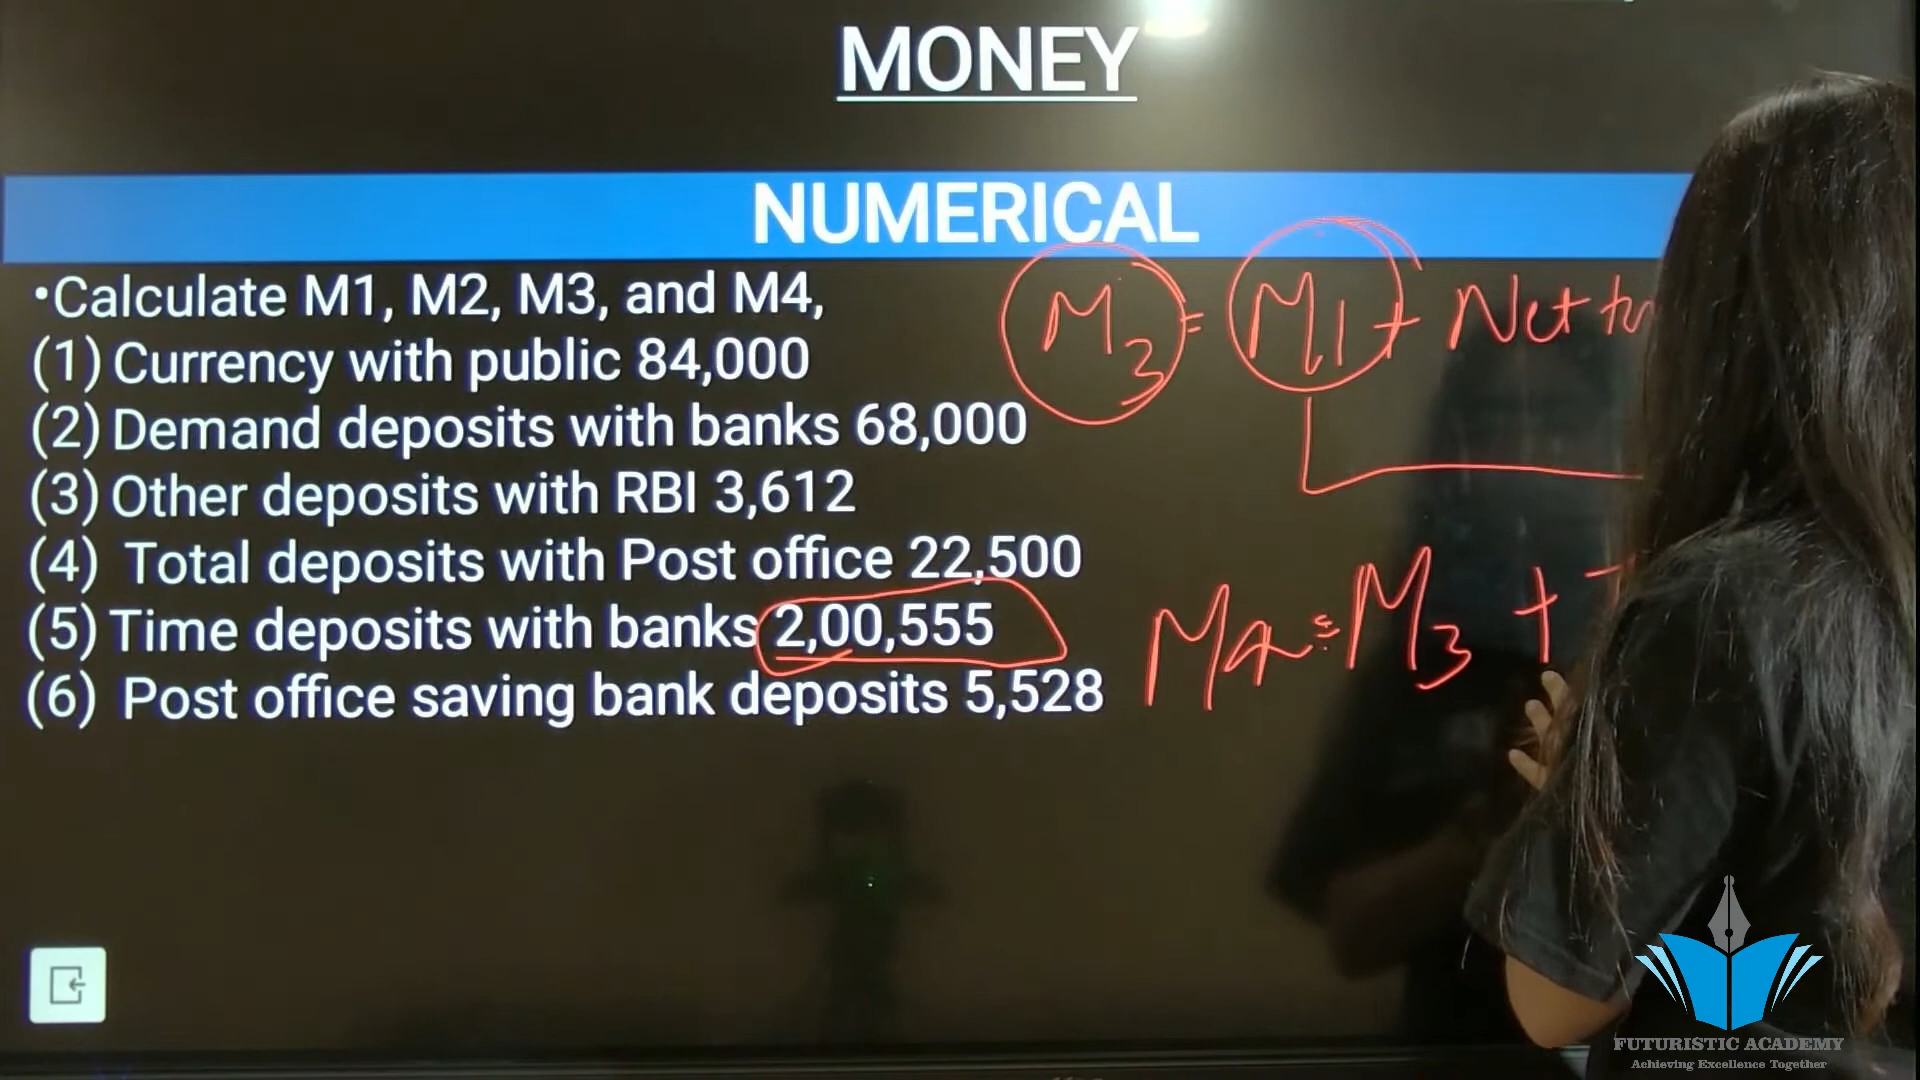 MONEY
NUMERICAL
•Calculate M1, M2, M3, and M4,
(1) Currency with public 84,000
(2) Demand deposits with banks 68,000
(3) Other deposits with RBI 3,612
(4) Total deposits with Post office 22,500
(5) Time deposits with banks 2,00,555
(6) Post office saving bank deposits 5,528
M3 = M1 + Net
M4 = M3 +
FUTURISTIC ACADEMY
Achieving Excellence Together